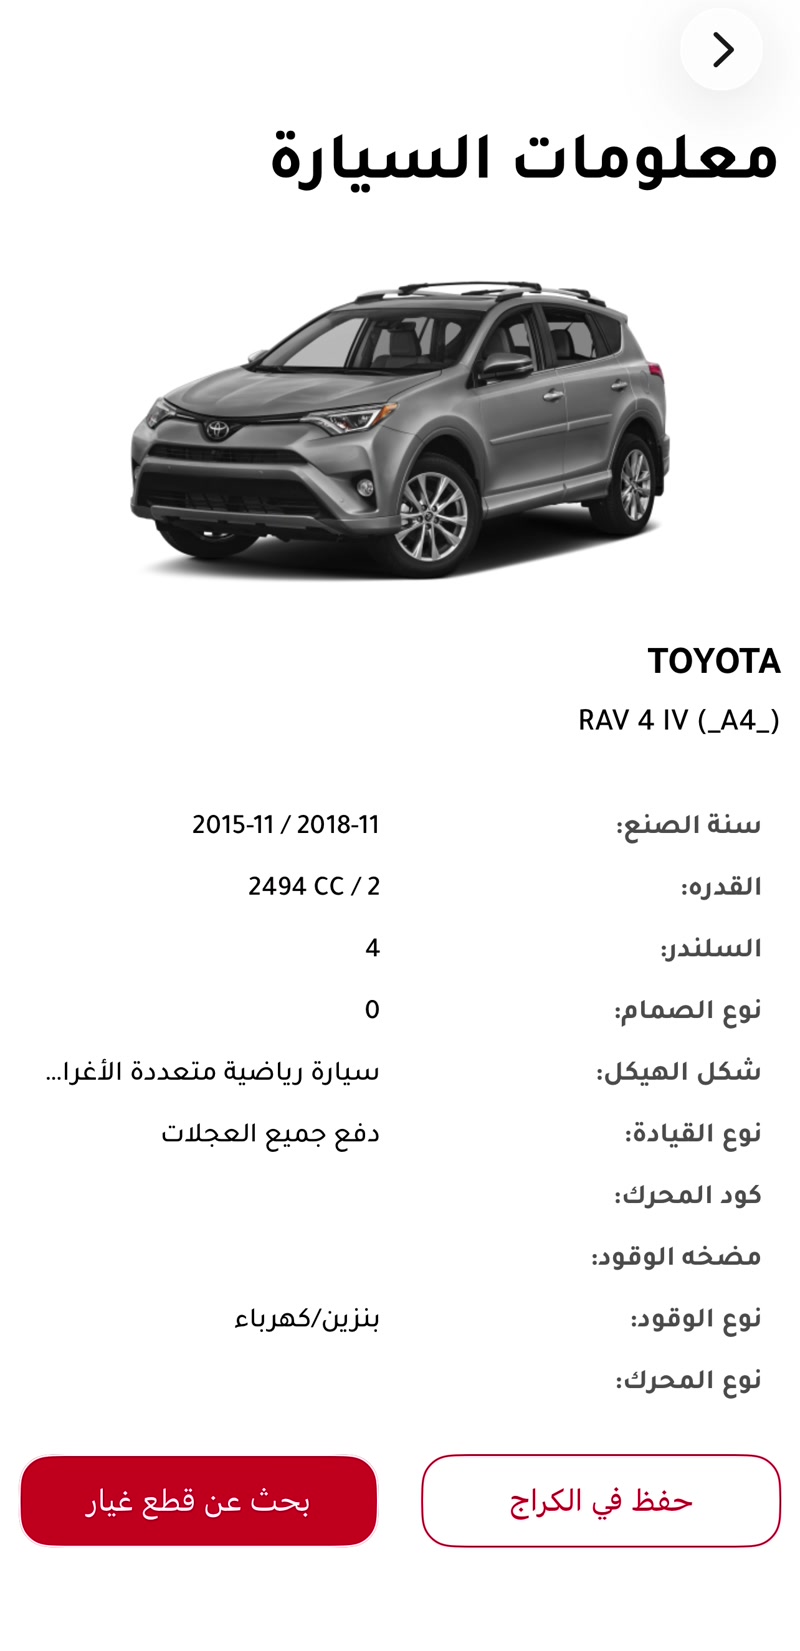 معلومات السيارة
TOYOTA
RAV 4 IV (_A4_)
سنة الصنع: 2015-11 / 2018-11
القدره: 2494 CC / 2
السلندر: 4
نوع الصمام: 0
شكل الهيكل: سيارة رياضية متعددة الأغرا...
نوع القيادة: دفع جميع العجلات
كود المحرك:
مضخه الوقود:
نوع الوقود: بنزين/كهرباء
نوع المحرك:
حفظ في الكراج
بحث عن قطع غيار